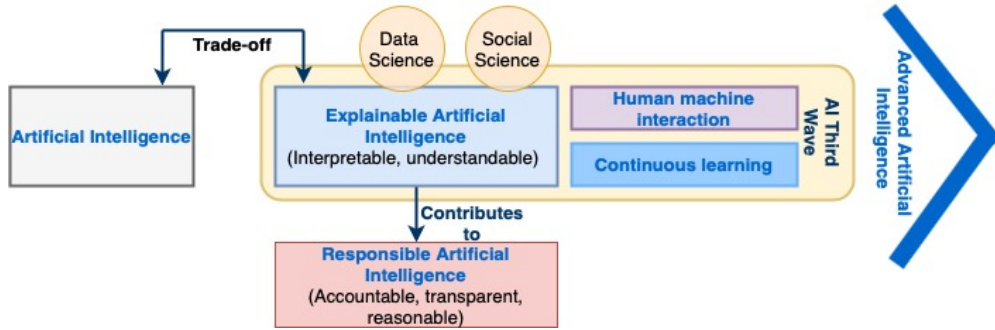 Trade-off
Data
Science
Social
Science
Artificial Intelligence
Explainable Artificial
Intelligence
(Interpretable, understandable)
Human machine
interaction
Continuous learning
AI Third
Wave
Advanced Artificial
Intelligence
Contributes
to
Responsible Artificial
Intelligence
(Accountable, transparent,
reasonable)